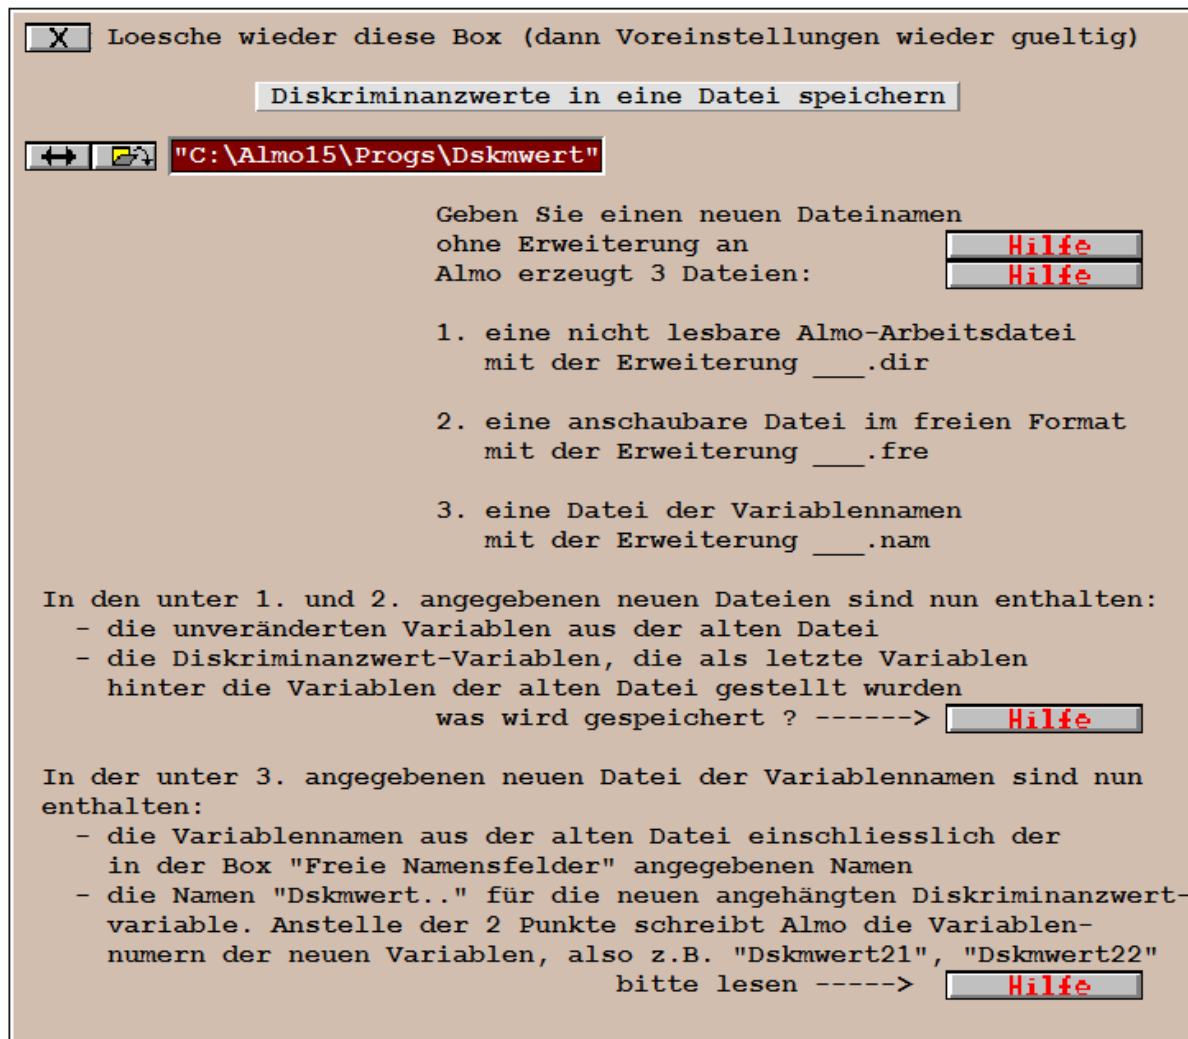 X Loesche wieder diese Box (dann Voreinstellungen wieder gueltig)
Diskriminanzwerte in eine Datei speichern
"C:\Almo15\Progs\Dskmwert"
Geben Sie einen neuen Dateinamen
ohne Erweiterung an Hilfe
Almo erzeugt 3 Dateien: Hilfe
1. eine nicht lesbare Almo-Arbeitsdatei
mit der Erweiterung ___.dir
2. eine anschaubare Datei im freien Format
mit der Erweiterung ___.fre
3. eine Datei der Variablennamen
mit der Erweiterung ___.nam
In den unter 1. und 2. angegebenen neuen Dateien sind nun enthalten:
- die unveränderten Variablen aus der alten Datei
- die Diskriminanzwert-Variablen, die als letzte Variablen
hinter die Variablen der alten Datei gestellt wurden
was wird gespeichert ? ------> Hilfe
In der unter 3. angegebenen neuen Datei der Variablennamen sind nun
enthalten:
- die Variablennamen aus der alten Datei einschliesslich der
in der Box "Freie Namensfelder" angegebenen Namen
- die Namen "Dskmwert.." für die neuen angehängten Diskriminanzwert-
variable. Anstelle der 2 Punkte schreibt Almo die Variablen-
numern der neuen Variablen, also z.B. "Dskmwert21", "Dskmwert22"
bitte lesen -----> Hilfe